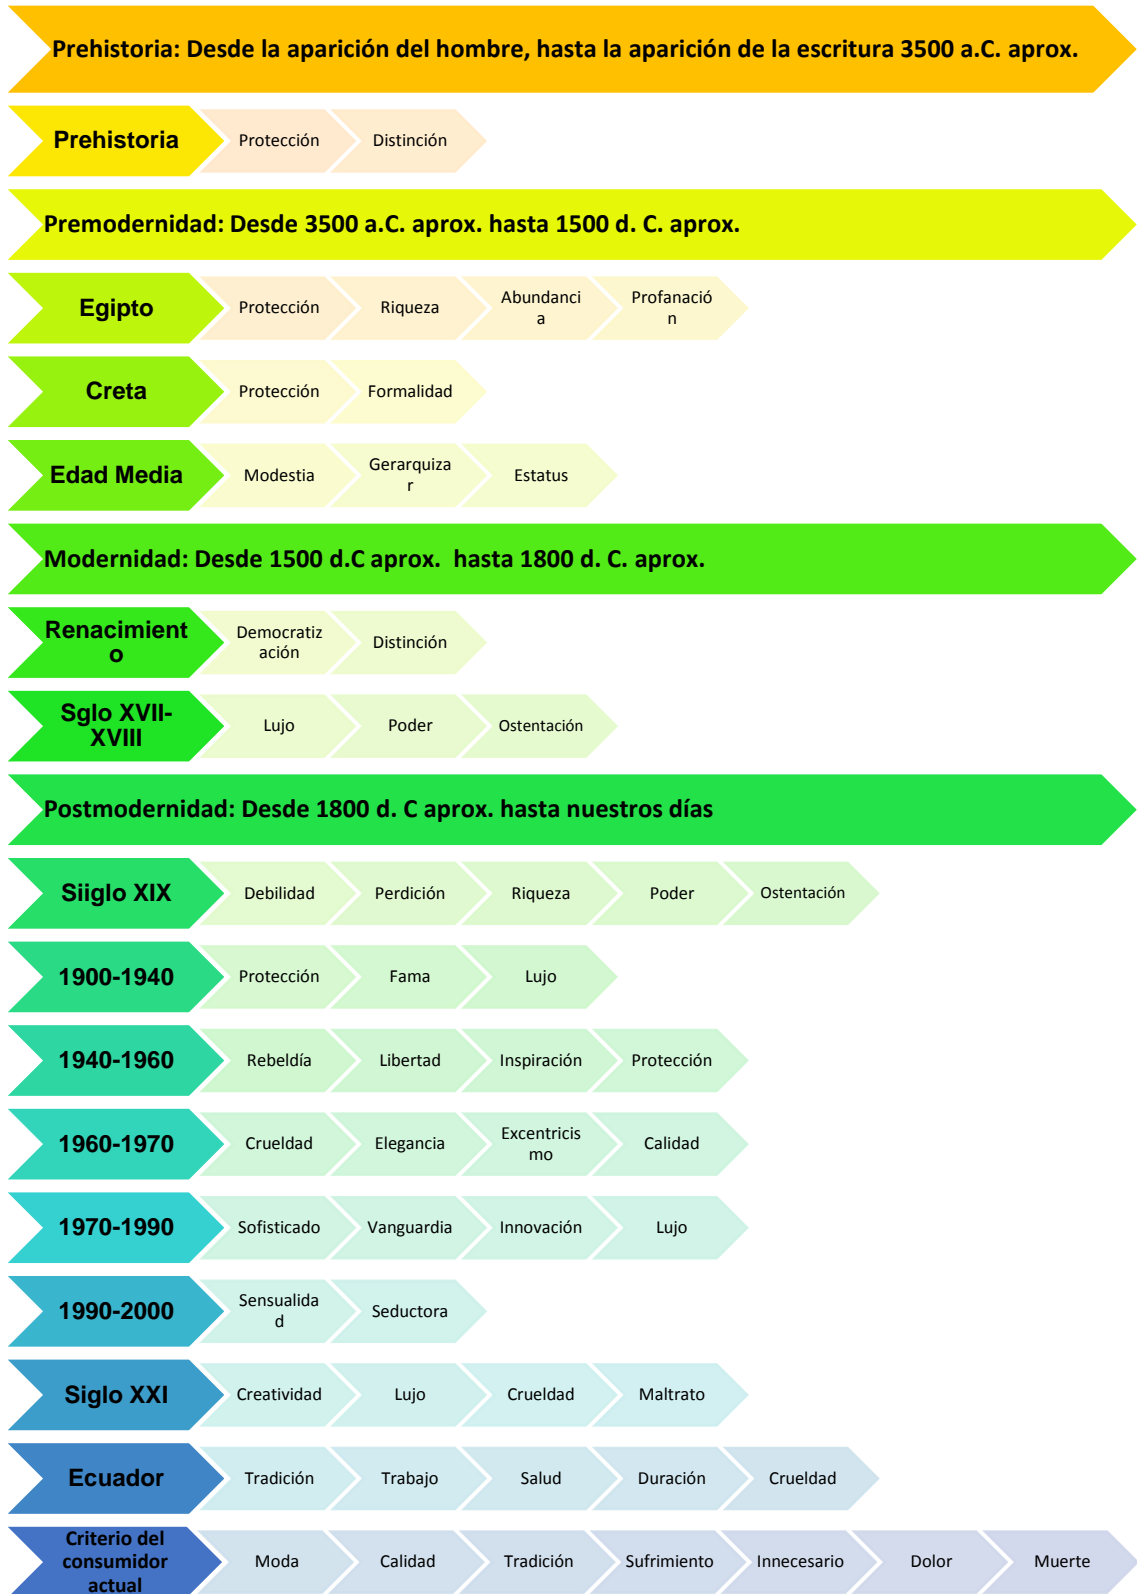 Prehistoria: Desde la aparición del hombre, hasta la aparición de la escritura 3500 a.C. aprox.
Prehistoria
Protección
Distinción
Premodernidad: Desde 3500 a.C. aprox. hasta 1500 d. C. aprox.
Egipto
Protección
Riqueza
Abundanci
a
Profanació
n
Creta
Protección
Formalidad
Edad Media
Modestia
Gerarquiza
r
Estatus
Modernidad: Desde 1500 d.C aprox.  hasta 1800 d. C. aprox.
Renacimient
o
Democratiz
ación
Distinción
Sglo XVII-
XVIII
Lujo
Poder
Ostentación
Postmodernidad: Desde 1800 d. C aprox. hasta nuestros días
Siiglo XIX
Debilidad
Perdición
Riqueza
Poder
Ostentación
1900-1940
Protección
Fama
Lujo
1940-1960
Rebeldía
Libertad
Inspiración
Protección
1960-1970
Crueldad
Elegancia
Excentricis
mo
Calidad
1970-1990
Sofisticado
Vanguardia
Innovación
Lujo
1990-2000
Sensualida
d
Seductora
Siglo XXI
Creatividad
Lujo
Crueldad
Maltrato
Ecuador
Tradición
Trabajo
Salud
Duración
Crueldad
Criterio del
consumidor
actual
Moda
Calidad
Tradición
Sufrimiento
Innecesario
Dolor
Muerte